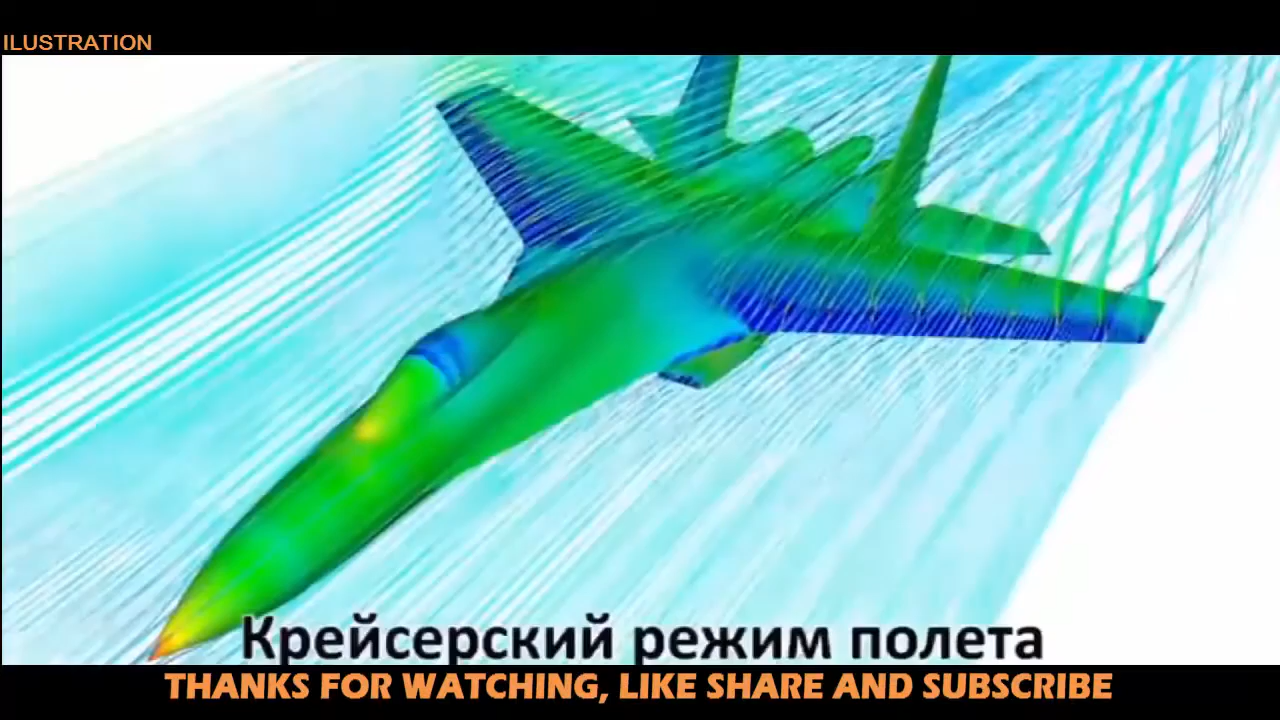 ILUSTRATION
Крейсерский режим полета
THANKS FOR WATCHING, LIKE SHARE AND SUBSCRIBE